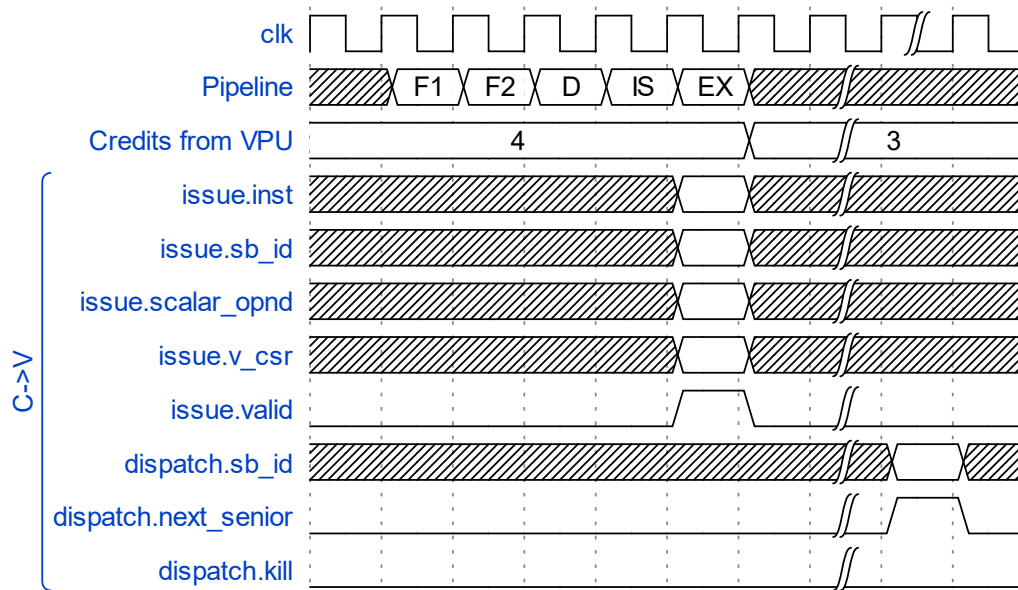 clk
Pipeline F1 F2 D IS EX
Credits from VPU 4 3
C->V
issue.inst
issue.sb_id
issue.scalar_opnd
issue.v_csr
issue.valid
dispatch.sb_id
dispatch.next_senior
dispatch.kill